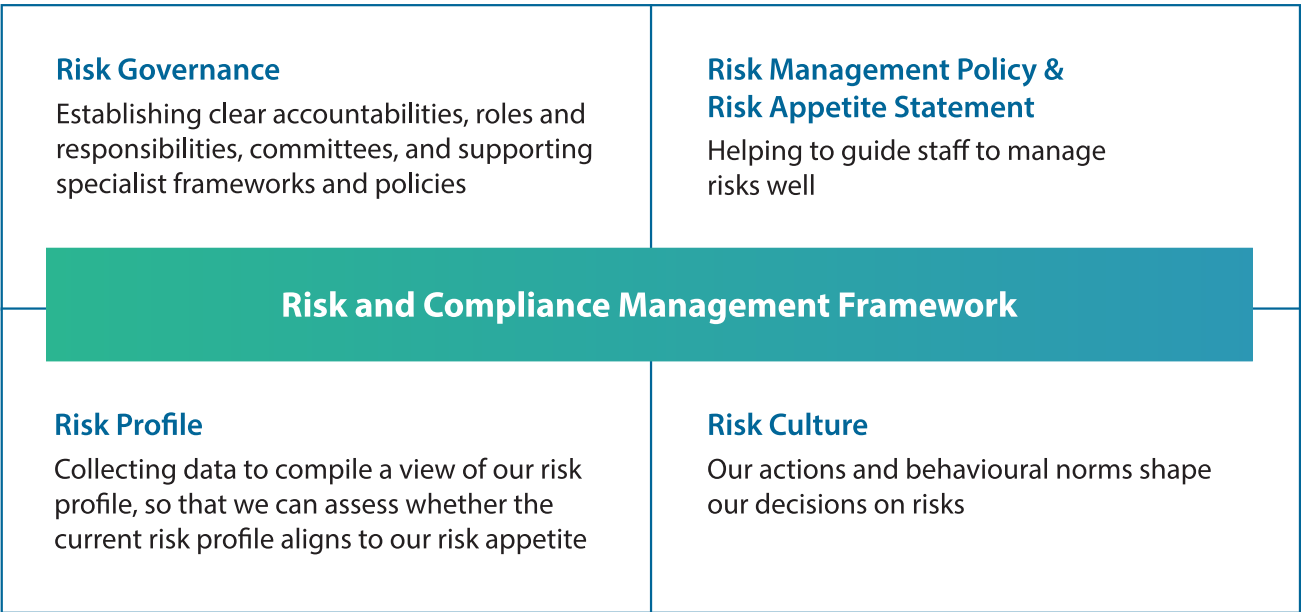 Risk Governance
Establishing clear accountabilities, roles and
responsibilities, committees, and supporting
specialist frameworks and policies
Risk Management Policy &
Risk Appetite Statement
Helping to guide staff to manage
risks well
Risk and Compliance Management Framework
Risk Profile
Collecting data to compile a view of our risk
profile, so that we can assess whether the
current risk profile aligns to our risk appetite
Risk Culture
Our actions and behavioural norms shape
our decisions on risks